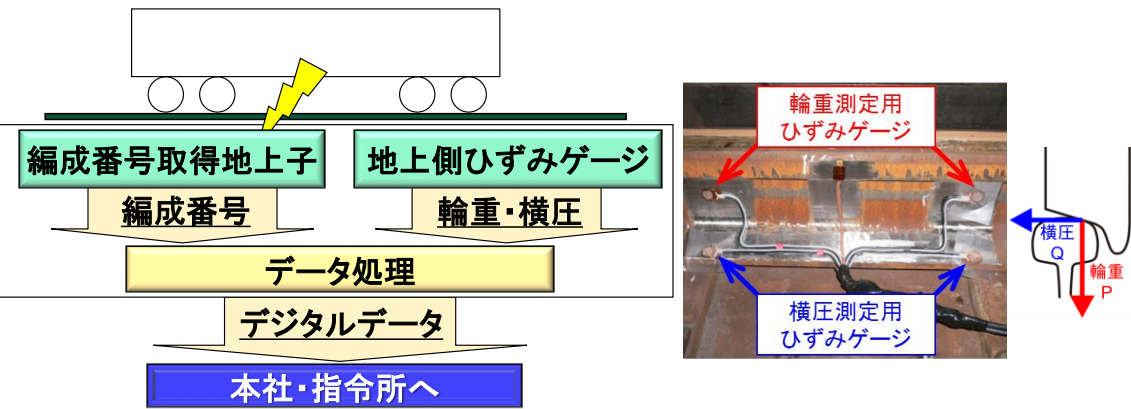 編成番号取得地上子
地上側ひずみゲージ
編成番号
輪重・横圧
データ処理
デジタルデータ
本社・指令所へ
輪重測定用
ひずみゲージ
横圧測定用
ひずみゲージ
横圧
Q
輪重
P